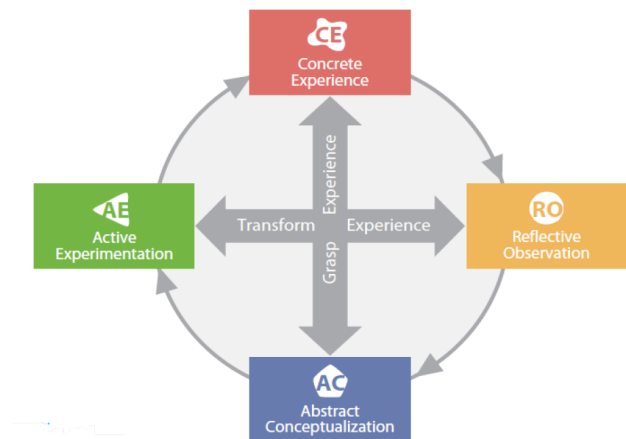 CE
Concrete
Experience
AE
Active
Experimentation
Transform Experience
Grasp Experience
RO
Reflective
Observation
AC
Abstract
Conceptualization